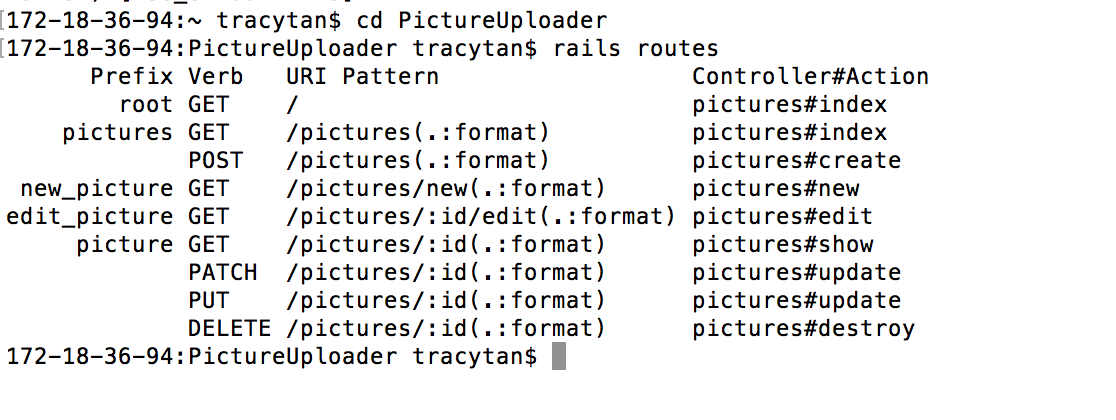 [172-18-36-94:~ tracytan$ cd PictureUploader
[172-18-36-94:PictureUploader tracytan$ rails routes
      Prefix Verb   URI Pattern                  Controller#Action
        root GET    /                            pictures#index
    pictures GET    /pictures(.:format)          pictures#index
             POST   /pictures(.:format)          pictures#create
 new_picture GET    /pictures/new(.:format)      pictures#new
edit_picture GET    /pictures/:id/edit(.:format) pictures#edit
     picture GET    /pictures/:id(.:format)      pictures#show
             PATCH  /pictures/:id(.:format)      pictures#update
             PUT    /pictures/:id(.:format)      pictures#update
             DELETE /pictures/:id(.:format)      pictures#destroy
172-18-36-94:PictureUploader tracytan$